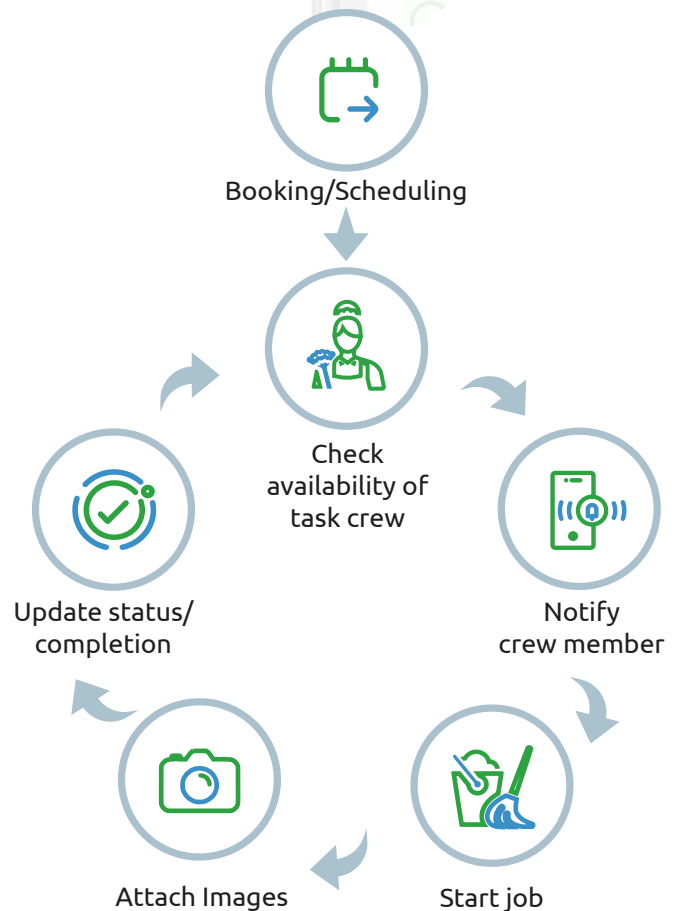 Booking/Scheduling
Check
availability of
task crew
Notify
crew member
Start job
Attach Images
Update status/
completion